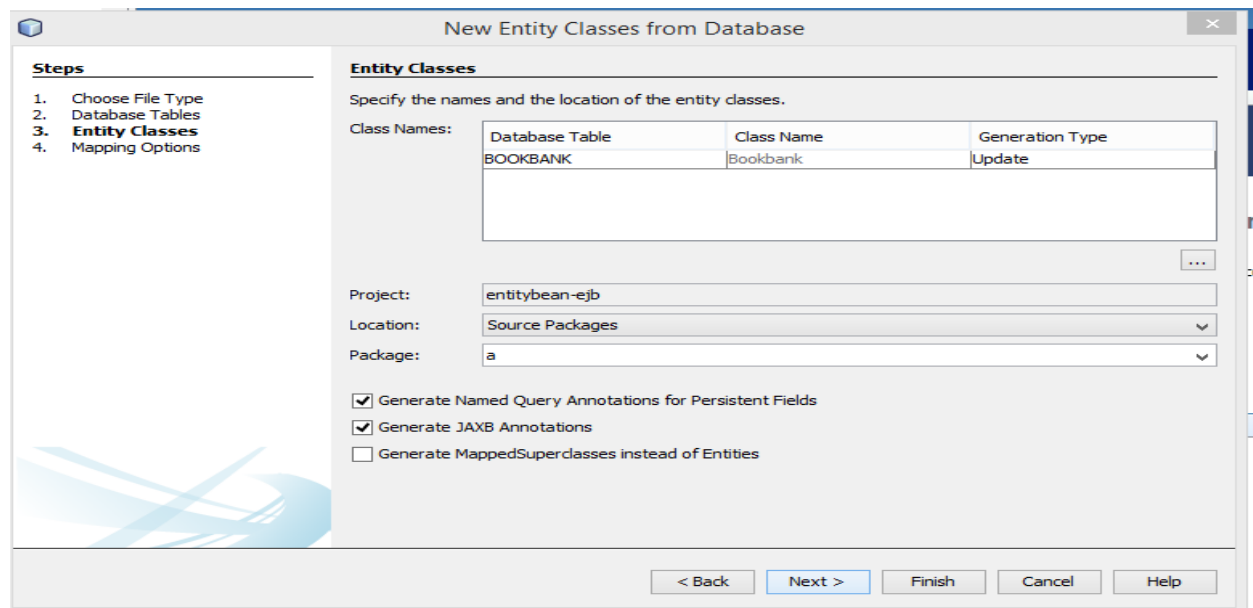 New Entity Classes from Database
Steps
1. Choose File Type
2. Database Tables
3. Entity Classes
4. Mapping Options
Entity Classes
Specify the names and the location of the entity classes.
Class Names:
Database Table Class Name Generation Type
BOOKBANK Bookbank Update
...
Project: entitybean-ejb
Location: Source Packages
Package: a
Generate Named Query Annotations for Persistent Fields
Generate JAXB Annotations
Generate MappedSuperclasses instead of Entities
< Back Next > Finish Cancel Help